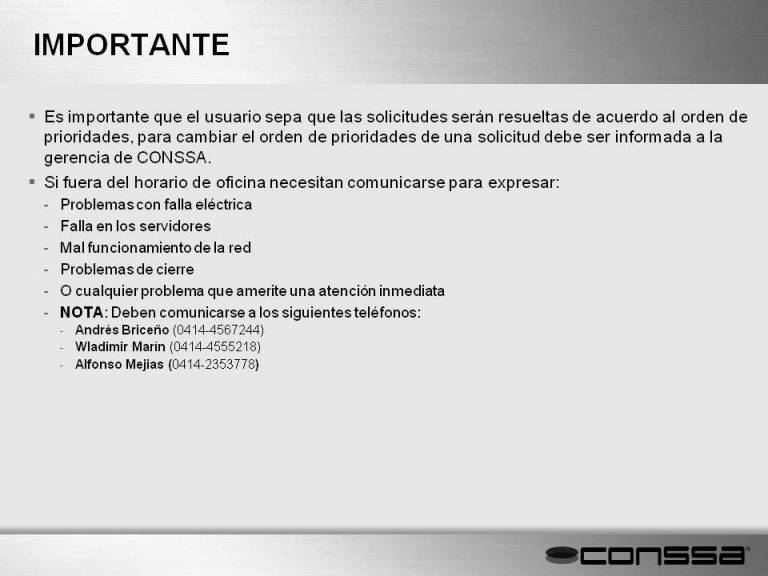 IMPORTANTE
▪ Es importante que el usuario sepa que las solicitudes serán resueltas de acuerdo al orden de
prioridades, para cambiar el orden de prioridades de una solicitud debe ser informada a la
gerencia de CONSSA.
▪ Si fuera del horario de oficina necesitan comunicarse para expresar:
- Problemas con falla eléctrica
- Falla en los servidores
- Mal funcionamiento de la red
- Problemas de cierre
- O cualquier problema que amerite una atención inmediata
- NOTA: Deben comunicarse a los siguientes teléfonos:
- Andrés Briceño (0414-4567244)
- Wladimir Marín (0414-4555218)
- Alfonso Mejias (0414-2353778)
conssa®